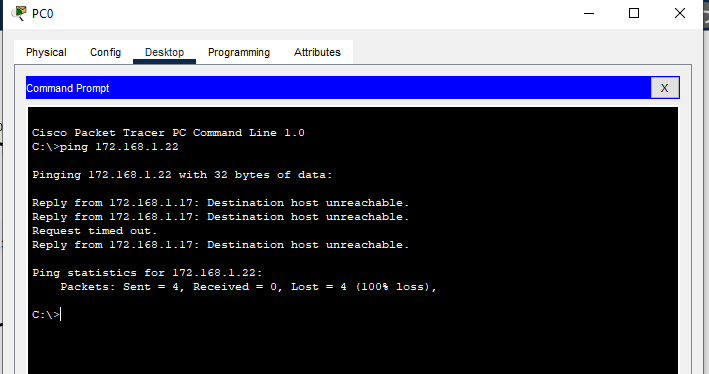 PC0
Physical Config Desktop Programming Attributes
Command Prompt X
Cisco Packet Tracer PC Command Line 1.0
C:\>ping 172.168.1.22
Pinging 172.168.1.22 with 32 bytes of data:
Reply from 172.168.1.17: Destination host unreachable.
Reply from 172.168.1.17: Destination host unreachable.
Request timed out.
Reply from 172.168.1.17: Destination host unreachable.
Ping statistics for 172.168.1.22:
Packets: Sent = 4, Received = 0, Lost = 4 (100% loss),
C:\>